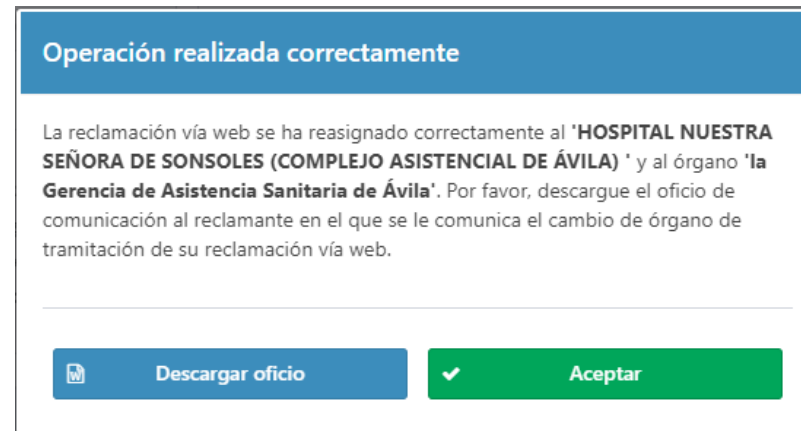 Operación realizada correctamente
La reclamación vía web se ha reasignado correctamente al 'HOSPITAL NUESTRA
SEÑORA DE SONSOLES (COMPLEJO ASISTENCIAL DE ÁVILA) ' y al órgano 'la
Gerencia de Asistencia Sanitaria de Ávila'. Por favor, descargue el oficio de
comunicación al reclamante en el que se le comunica el cambio de órgano de
tramitación de su reclamación vía web.
Descargar oficio
Aceptar